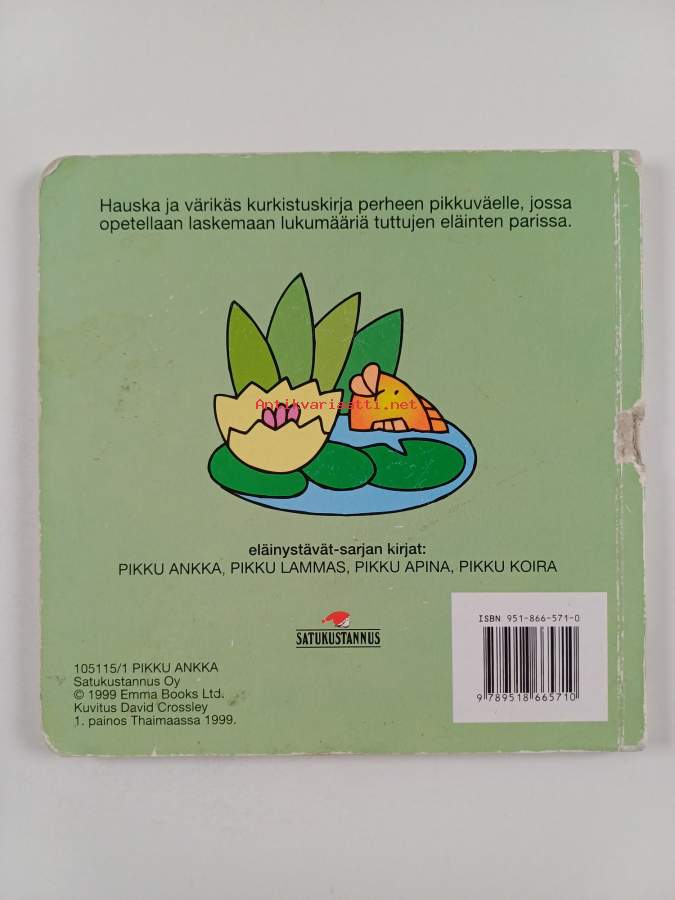 Hauska ja värikäs kurkistuskirja perheen pikkuväelle, jossa
opetellaan laskemaan lukumääriä tuttujen eläinten parissa.
Antikvariaatti.net
eläinystävät-sarjan kirjat:
PIKKU ANKKA, PIKKU LAMMAS, PIKKU APINA, PIKKU KOIRA
SATUKUSTANNUS
105115/1 PIKKU ANKKA
Satukustannus Oy
© 1999 Emma Books Ltd.
Kuvitus David Crossley
1. painos Thaimaassa 1999.
ISBN 951-866-571-0
9 789518 665710